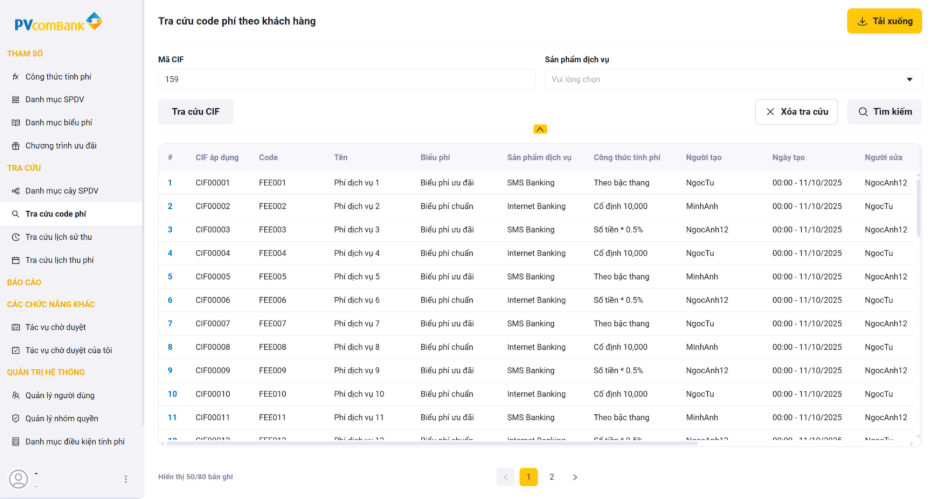 PVcomBank
THAM SỐ
Công thức tính phí
Danh mục SPDV
Danh mục biểu phí
Chương trình ưu đãi
TRA CỨU
Danh mục cây SPDV
Tra cứu code phí
Tra cứu lịch sử thu
Tra cứu lịch thu phí
BÁO CÁO
CÁC CHỨC NĂNG KHÁC
Tác vụ chờ duyệt
Tác vụ chờ duyệt của tôi
QUẢN TRỊ HỆ THỐNG
Quản lý người dùng
Quản lý nhóm quyền
Danh mục điều kiện tính phí
Tra cứu code phí theo khách hàng
Tải xuống
Mã CIF
Sản phẩm dịch vụ
159
Vui lòng chọn
Tra cứu CIF
Xóa tra cứu
Tìm kiếm
# CIF áp dụng Code Tên Biểu phí Sản phẩm dịch vụ Công thức tính phí Người tạo Ngày tạo Người sửa
1 CIF00001 FEE001 Phí dịch vụ 1 Biểu phí ưu đãi SMS Banking Theo bậc thang NgocTu 00:00 - 11/10/2025 NgocAnh12
2 CIF00002 FEE002 Phí dịch vụ 2 Biểu phí chuẩn Internet Banking Cố định 10,000 MinhAnh 00:00 - 11/10/2025 NgocTu
3 CIF00003 FEE003 Phí dịch vụ 3 Biểu phí ưu đãi SMS Banking Số tiền * 0.5% NgocAnh12 00:00 - 11/10/2025 NgocAnh12
4 CIF00004 FEE004 Phí dịch vụ 4 Biểu phí chuẩn Internet Banking Cố định 10,000 NgocTu 00:00 - 11/10/2025 NgocTu
5 CIF00005 FEE005 Phí dịch vụ 5 Biểu phí ưu đãi SMS Banking Theo bậc thang MinhAnh 00:00 - 11/10/2025 NgocAnh12
6 CIF00006 FEE006 Phí dịch vụ 6 Biểu phí chuẩn Internet Banking Số tiền * 0.5% NgocAnh12 00:00 - 11/10/2025 NgocTu
7 CIF00007 FEE007 Phí dịch vụ 7 Biểu phí ưu đãi SMS Banking Theo bậc thang NgocTu 00:00 - 11/10/2025 NgocAnh12
8 CIF00008 FEE008 Phí dịch vụ 8 Biểu phí chuẩn Internet Banking Cố định 10,000 MinhAnh 00:00 - 11/10/2025 NgocTu
9 CIF00009 FEE009 Phí dịch vụ 9 Biểu phí ưu đãi SMS Banking Số tiền * 0.5% NgocAnh12 00:00 - 11/10/2025 NgocAnh12
10 CIF00010 FEE010 Phí dịch vụ 10 Biểu phí chuẩn Internet Banking Cố định 10,000 NgocTu 00:00 - 11/10/2025 NgocTu
11 CIF00011 FEE011 Phí dịch vụ 11 Biểu phí ưu đãi SMS Banking Theo bậc thang MinhAnh 00:00 - 11/10/2025 NgocAnh12
Hiển thị 50/80 bản ghi
1 2